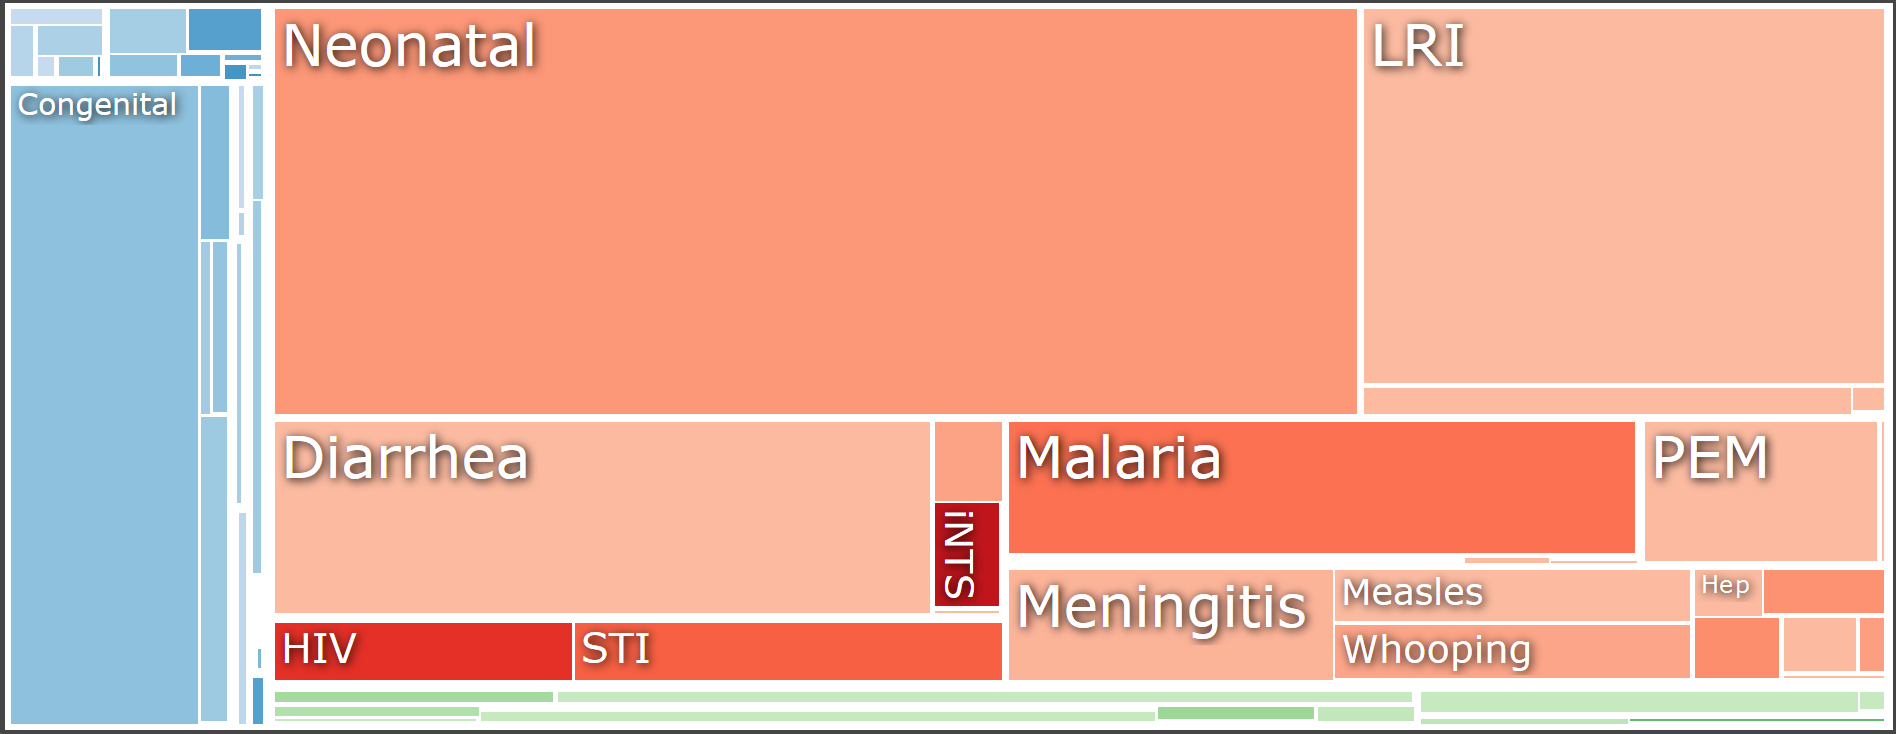 Neonatal
LRI
Congenital
Diarrhea
iNTS
Malaria
PEM
HIV
STI
Meningitis
Measles
Whooping
Hep